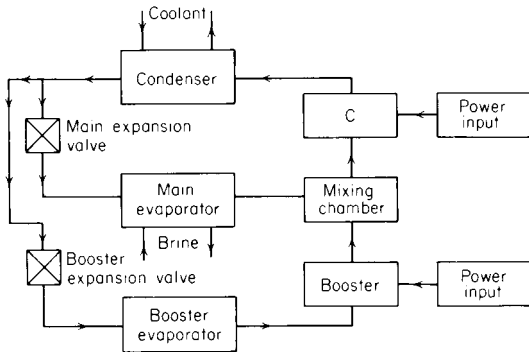 Coolant
Condenser
C
Power
input
Main expansion
valve
Main
evaporator
Mixing
chamber
Brine
Booster
expansion valve
Booster
Power
input
Booster
evaporator